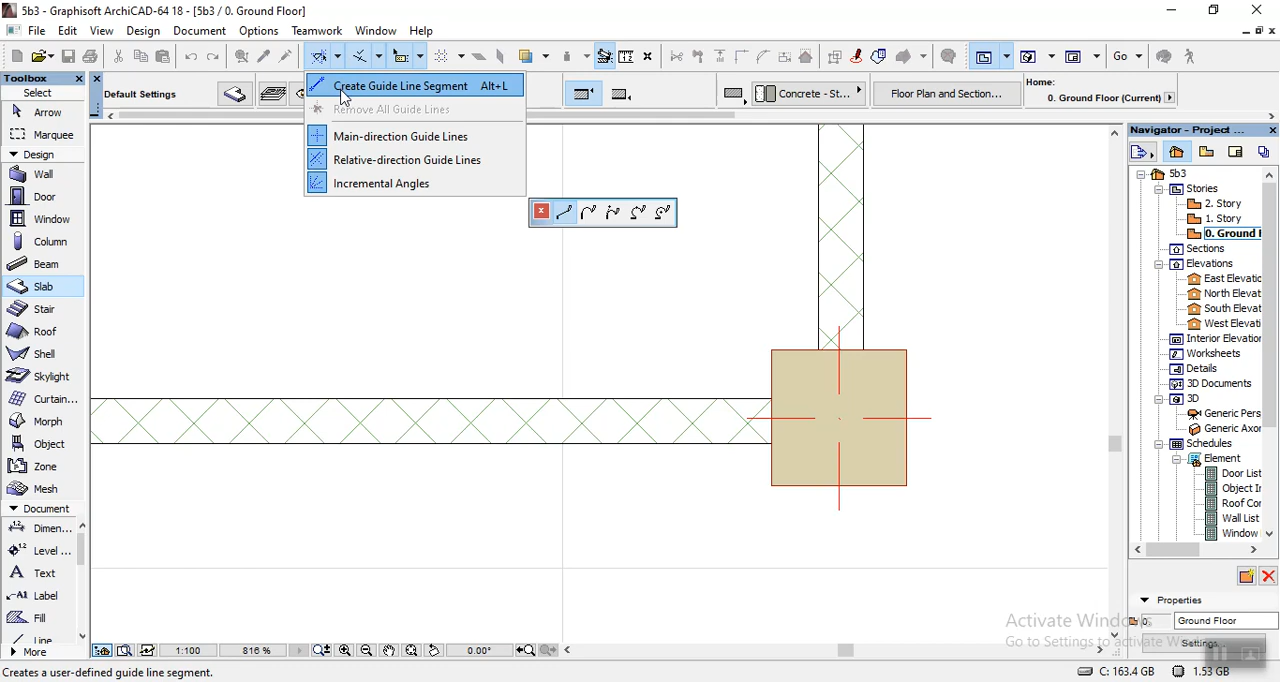 5b3 - Graphisoft ArchiCAD-64 18 - [5b3 / 0. Ground Floor]
File Edit View Design Document Options Teamwork Window Help
Go
Toolbox
Select
Arrow
Marquee
Design
Wall
Door
Window
Column
Beam
Slab
Stair
Roof
Shell
Skylight
Curtain...
Morph
Object
Zone
Mesh
Document
Dimen...
Level ...
Text
A1 Label
Fill
Line
More
Default Settings
Create Guide Line Segment Alt+L
Remove All Guide Lines
Main-direction Guide Lines
Relative-direction Guide Lines
Incremental Angles
Concrete - St...
Floor Plan and Section...
Home:
0. Ground Floor (Current)
Navigator - Project ...
5b3
Stories
2. Story
1. Story
0. Ground
Sections
Elevations
East Elevatio
North Elevat
South Elevat
West Elevati
Interior Elevation
Worksheets
Details
3D Documents
3D
Generic Pers
Generic Axor
Schedules
Element
Door List
Object In
Roof Cor
Wall List
Window
Properties
0. Ground Floor
Settings...
Activate Windows
Go to Settings to activate Windows.
1:100 816 % 0.00°
Creates a user-defined guide line segment.
C: 163.4 GB 1.53 GB